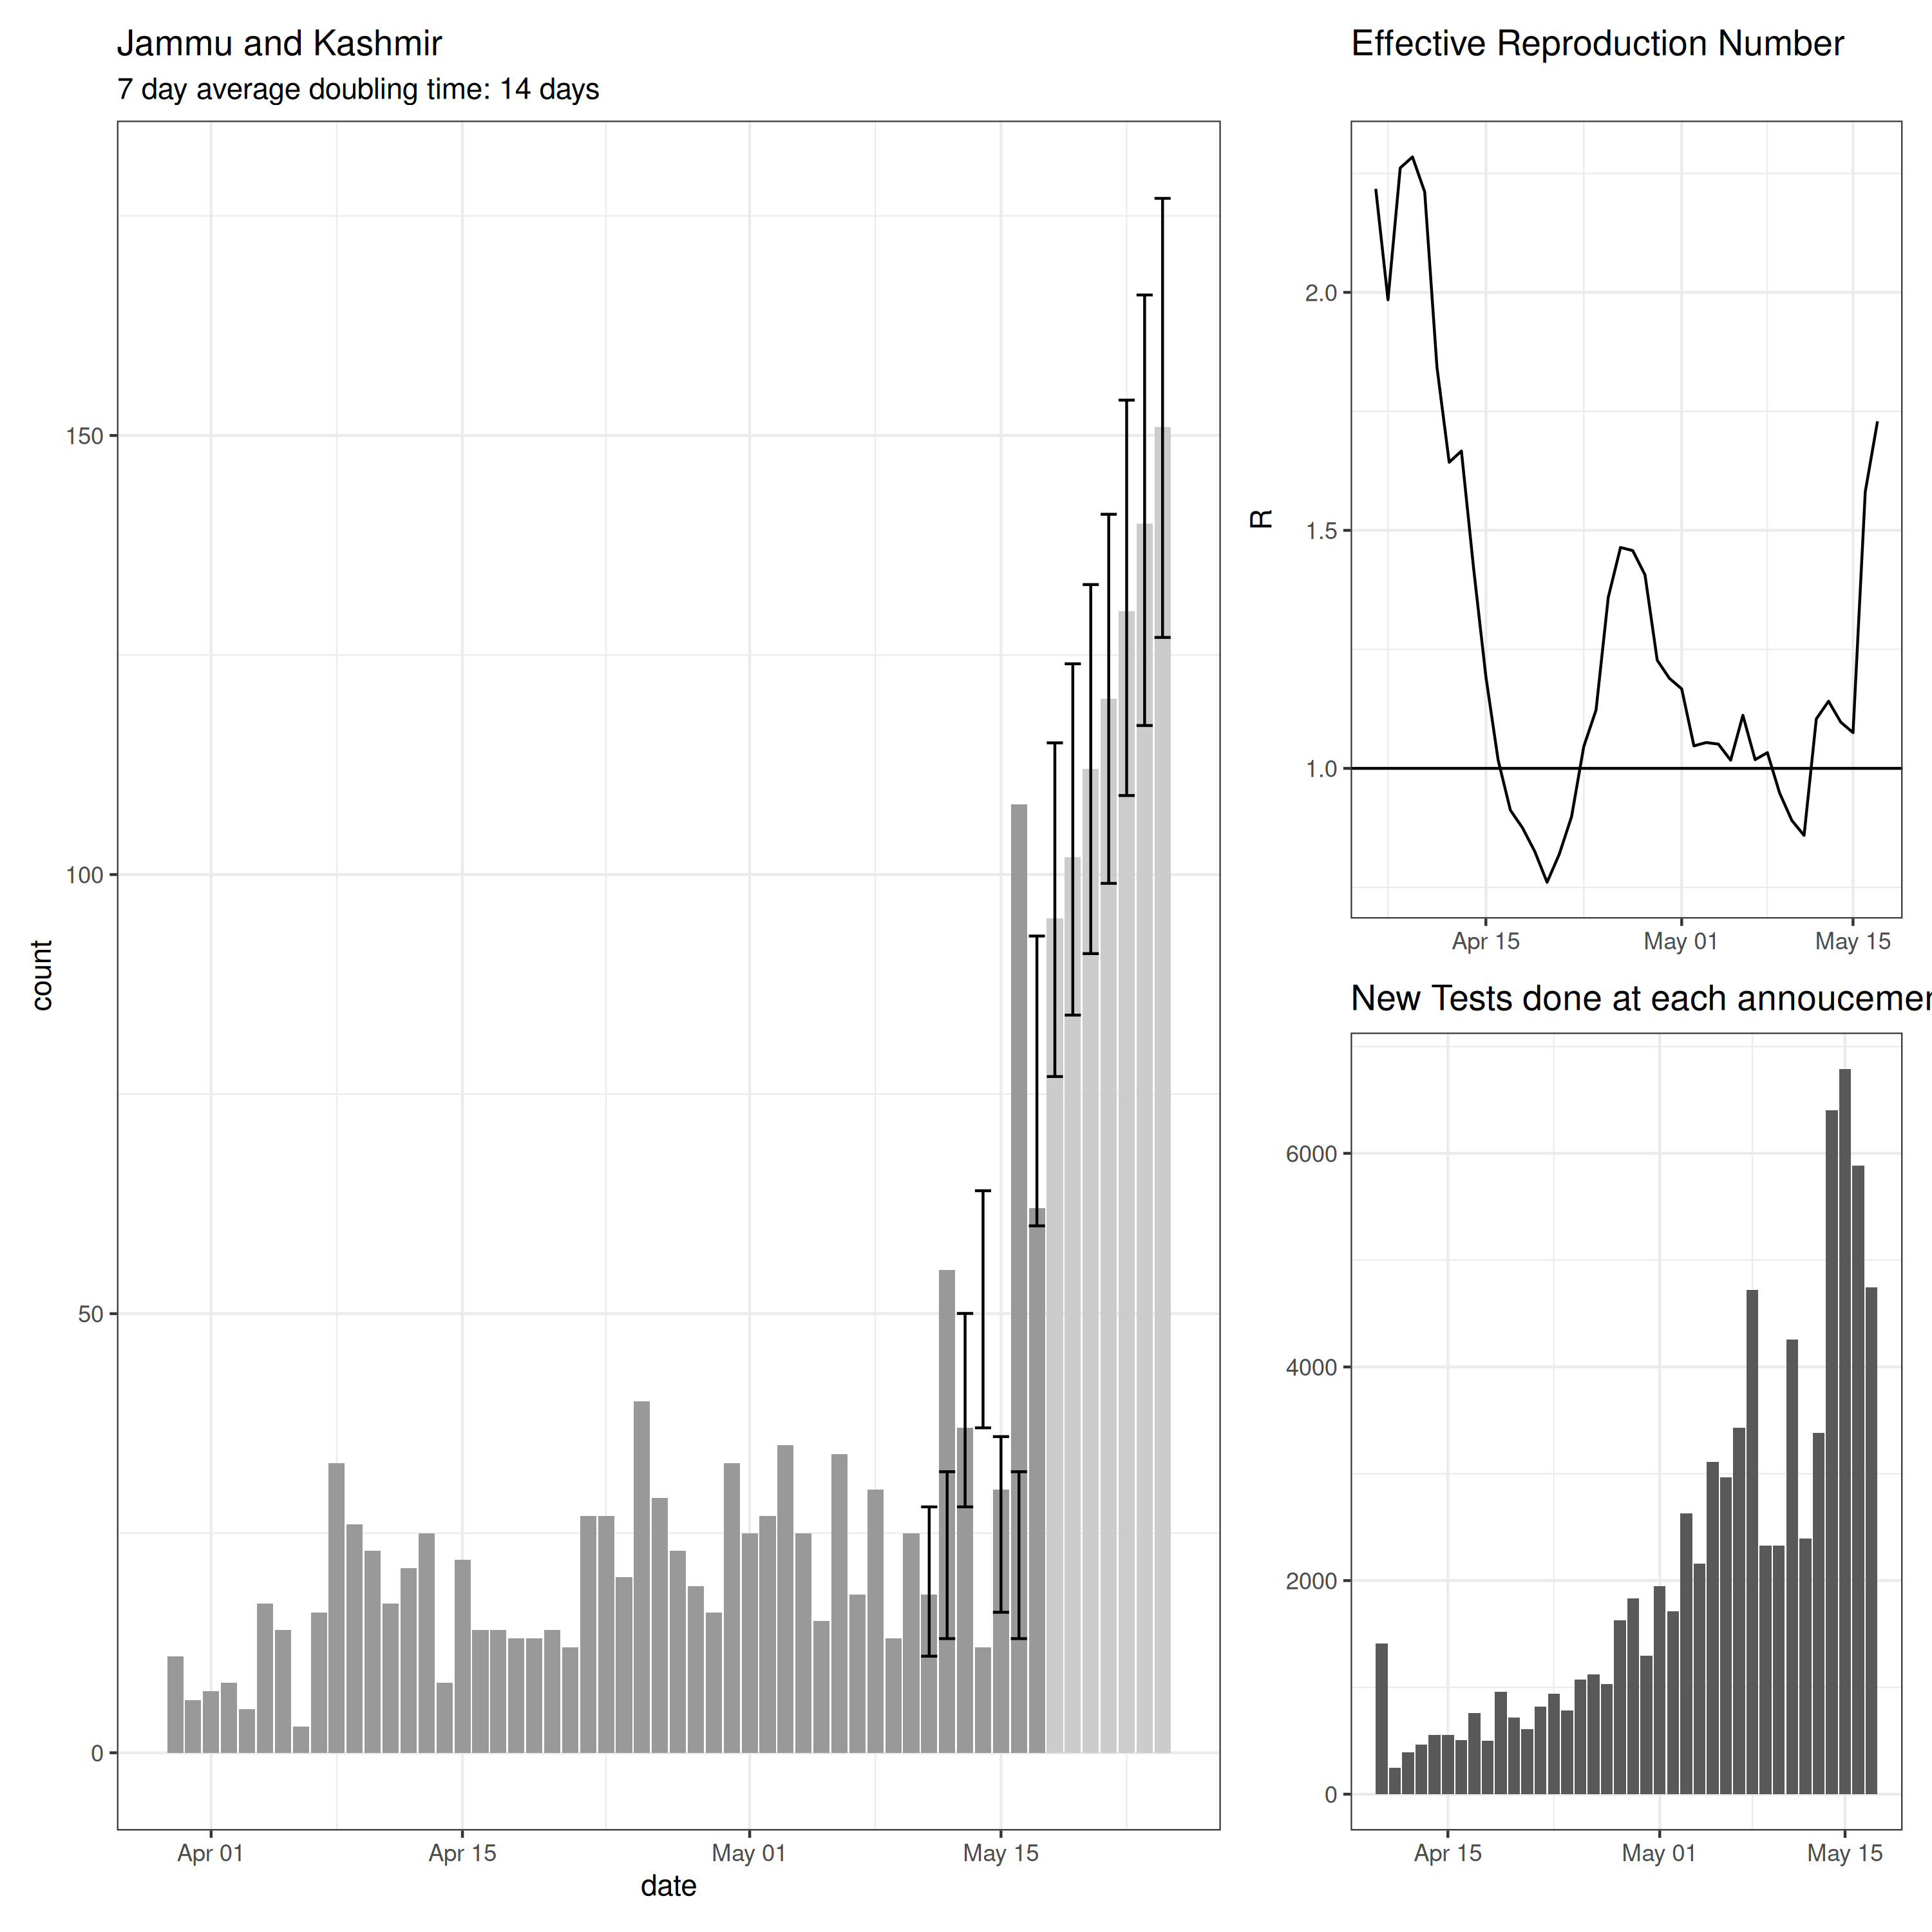 Jammu and Kashmir
7 day average doubling time: 14 days
count
150
100
50
0
Apr 01
Apr 15
May 01
May 15
date
Effective Reproduction Number
R
2.0
1.5
1.0
Apr 15
May 01
May 15
New Tests done at each annoucemen
6000
4000
2000
0
Apr 15
May 01
May 15